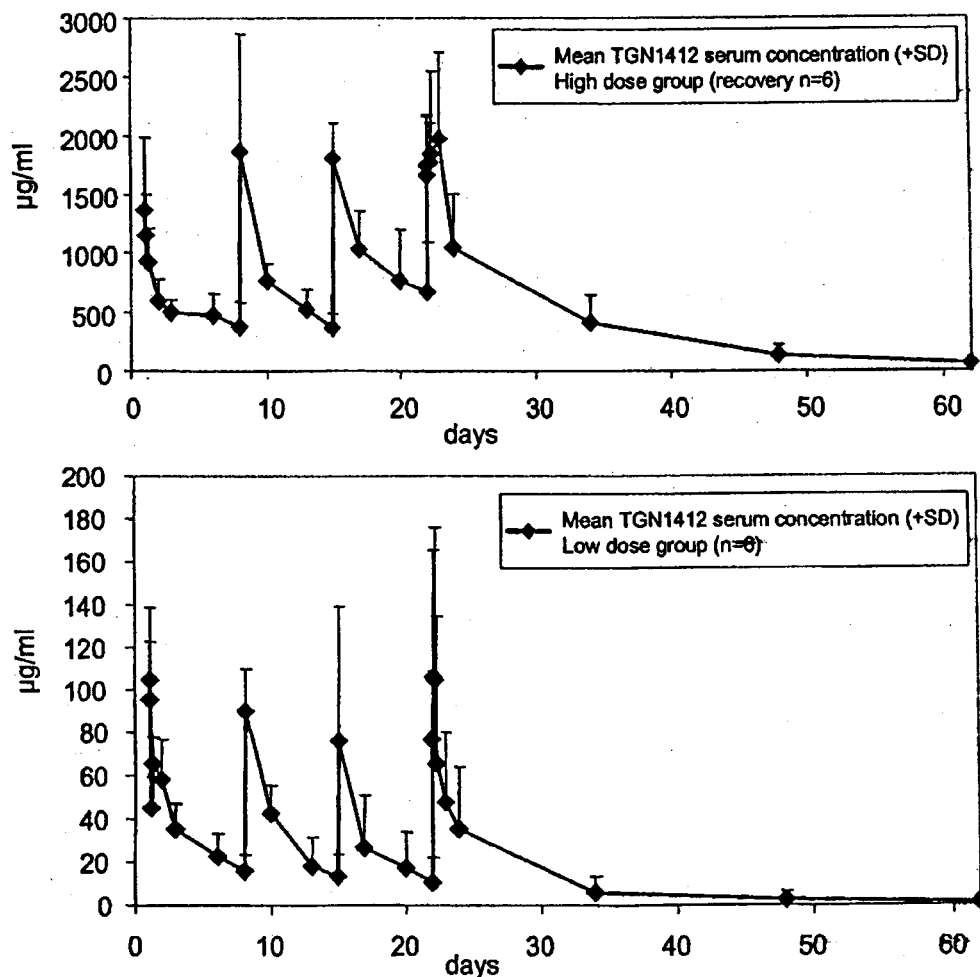 3000
2500
2000
1500
1000
500
0
µg/ml
Mean TGN1412 serum concentration (+SD)
High dose group (recovery n=6)
0 10 20 30 40 50 60
days
200
180
160
140
120
100
80
60
40
20
0
µg/ml
Mean TGN1412 serum concentration (+SD)
Low dose group (n=6)
0 10 20 30 40 50 60
days